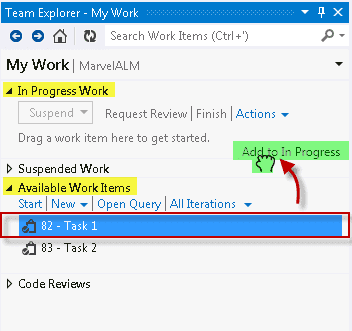 Team Explorer - My Work
Search Work Items (Ctrl+')
My Work | MarvelALM
In Progress Work
Suspend Request Review | Finish | Actions
Drag a work item here to get started.
Add to In Progress
Suspended Work
Available Work Items
Start | New | Open Query | All Iterations
82 - Task 1
83 - Task 2
Code Reviews